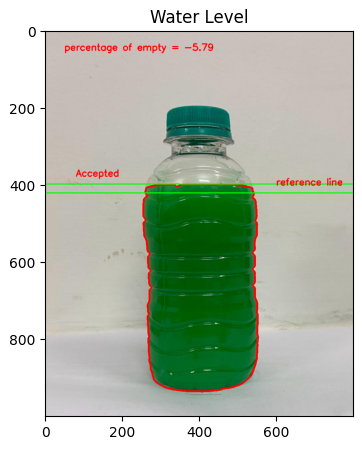 Water Level
0
percentage of empty = -5.79
200
Accepted
400
reference line
600
800
0 200 400 600